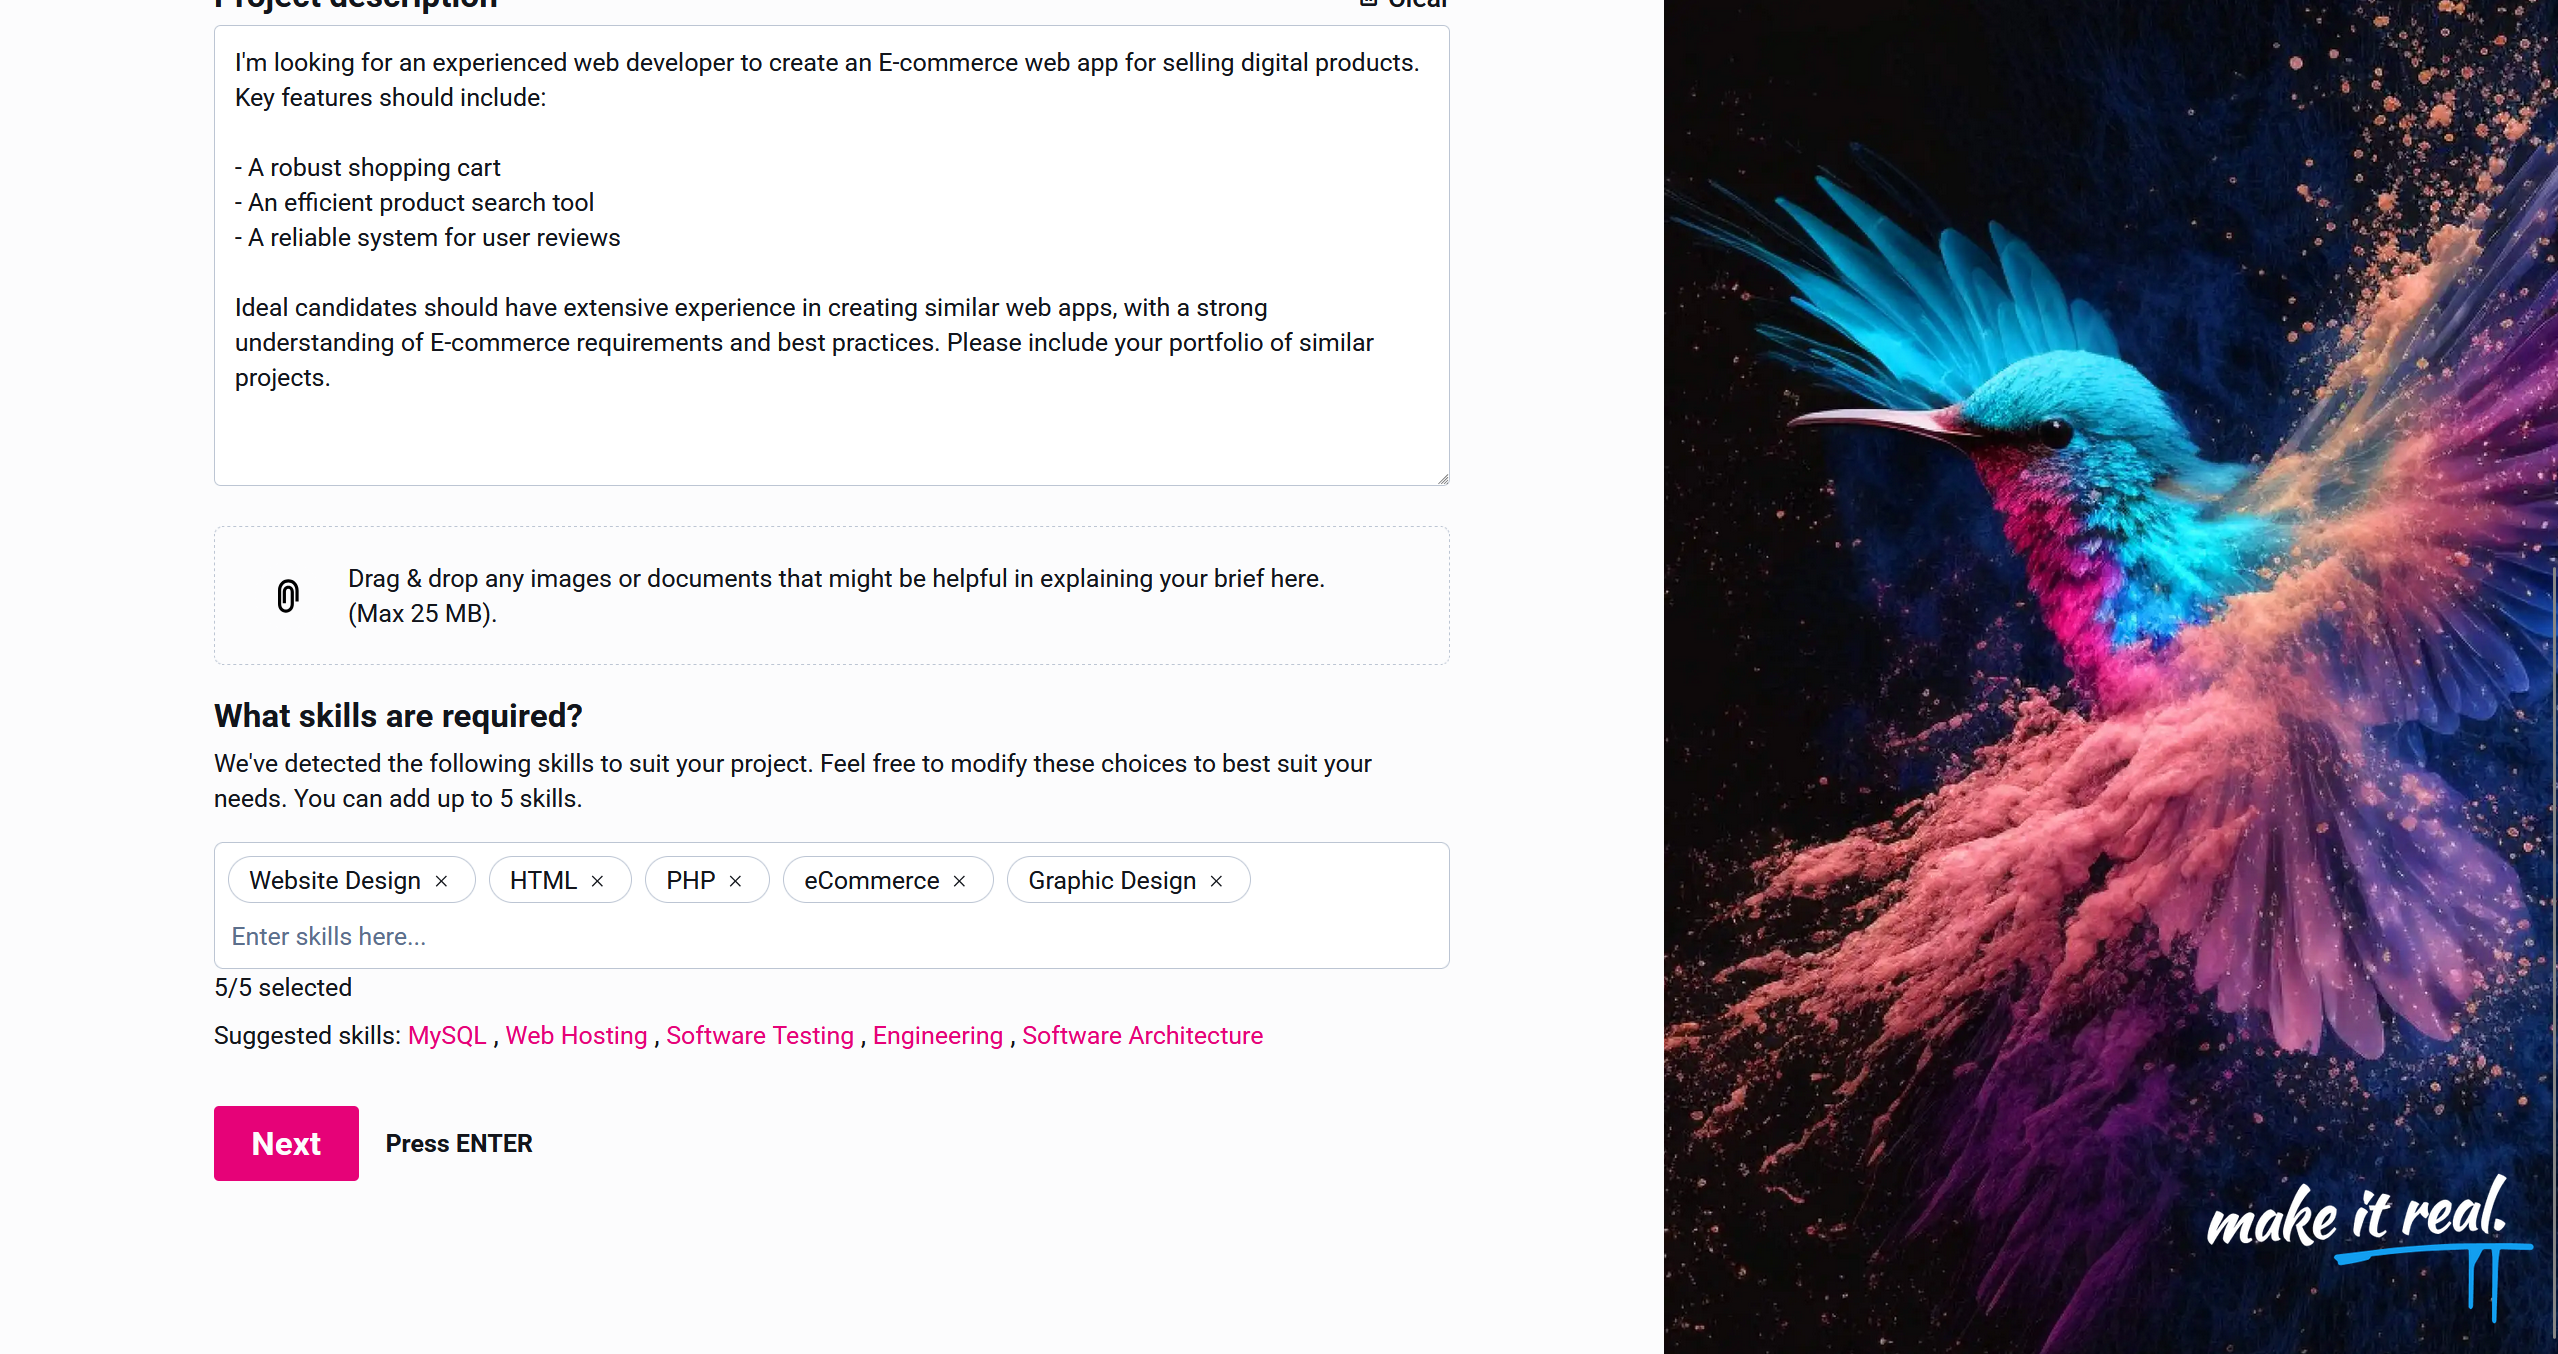 Project description
Clear
I'm looking for an experienced web developer to create an E-commerce web app for selling digital products.
Key features should include:
- A robust shopping cart
- An efficient product search tool
- A reliable system for user reviews
Ideal candidates should have extensive experience in creating similar web apps, with a strong
understanding of E-commerce requirements and best practices. Please include your portfolio of similar
projects.
Drag & drop any images or documents that might be helpful in explaining your brief here.
(Max 25 MB).
What skills are required?
We've detected the following skills to suit your project. Feel free to modify these choices to best suit your
needs. You can add up to 5 skills.
Website Design × HTML × PHP × eCommerce × Graphic Design ×
Enter skills here...
5/5 selected
Suggested skills: MySQL , Web Hosting , Software Testing , Engineering , Software Architecture
Next Press ENTER
make it real.